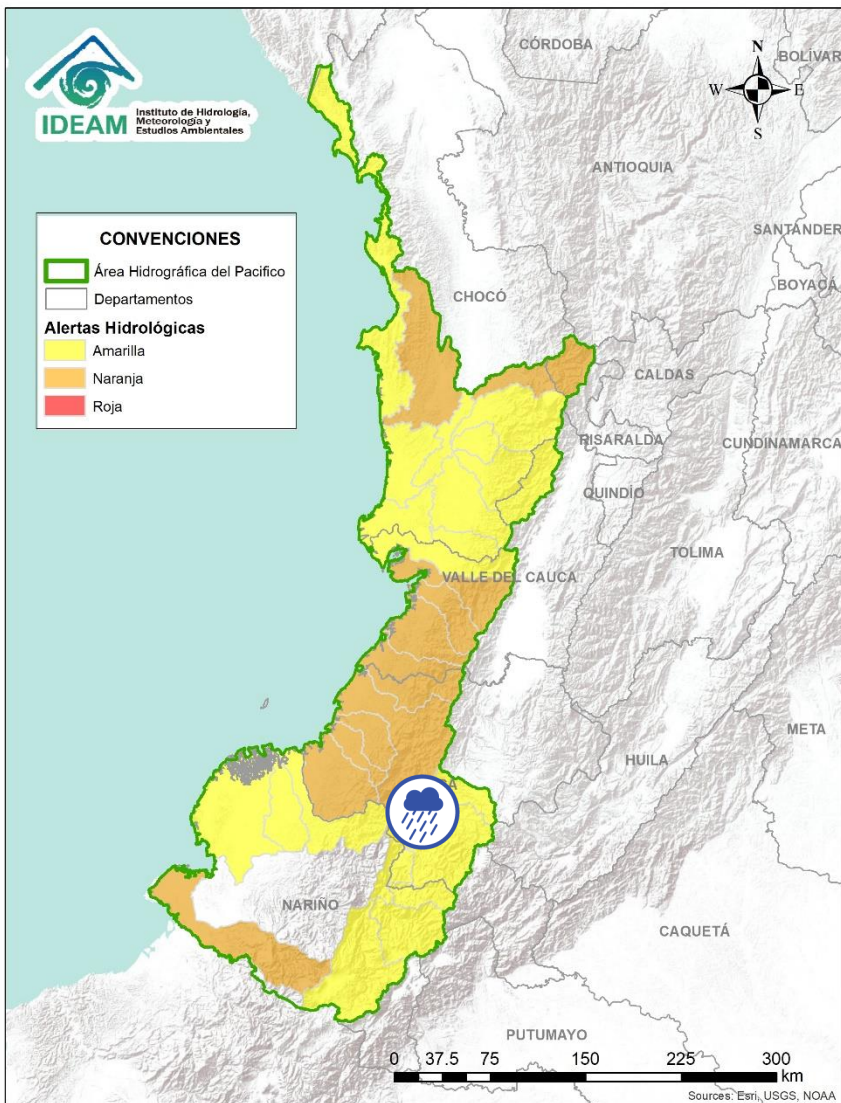 IDEAM
Instituto de Hidrología,
Meteorología y
Estudios Ambientales
CÓRDOBA
BOLÍVAR
N
W
E
S
ANTIOQUIA
SANTANDER
BOYACÁ
CONVENCIONES
Área Hidrográfica del Pacifico
Departamentos
Alertas Hidrológicas
Amarilla
Naranja
Roja
CHOCÓ
CALDAS
RISARALDA
CUNDINAMARCA
QUINDÍO
TOLIMA
VALLE DEL CAUCA
META
HUILA
CA
NARIÑO
CAQUETÁ
PUTUMAYO
0 37.5 75 150 225 300
km
Sources: Esri, USGS, NOAA